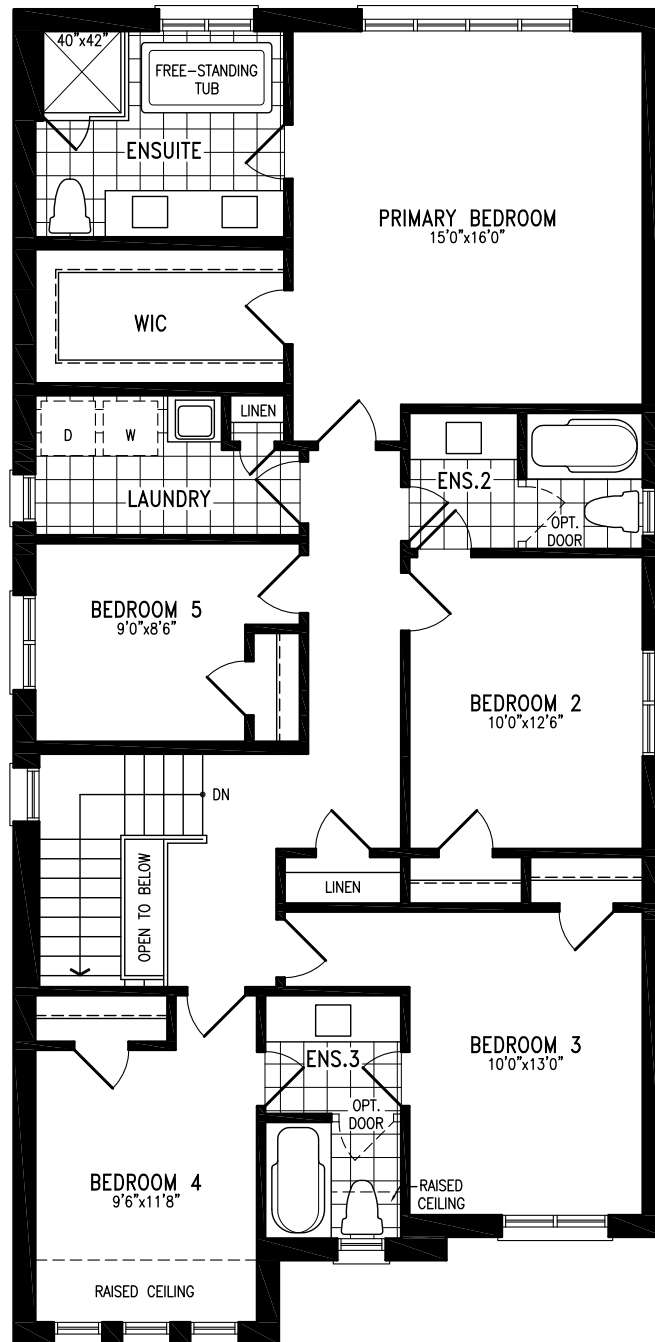 40"x42"
FREE-STANDING
TUB
ENSUITE
PRIMARY BEDROOM
15'0"x16'0"
WIC
LINEN
D
W
LAUNDRY
ENS.2
OPT.
DOOR
BEDROOM 5
9'0"x8'6"
BEDROOM 2
10'0"x12'6"
DN
OPEN TO BELOW
LINEN
BEDROOM 3
10'0"x13'0"
ENS.3
OPT.
DOOR
BEDROOM 4
9'6"x11'8"
RAISED
CEILING
RAISED CEILING